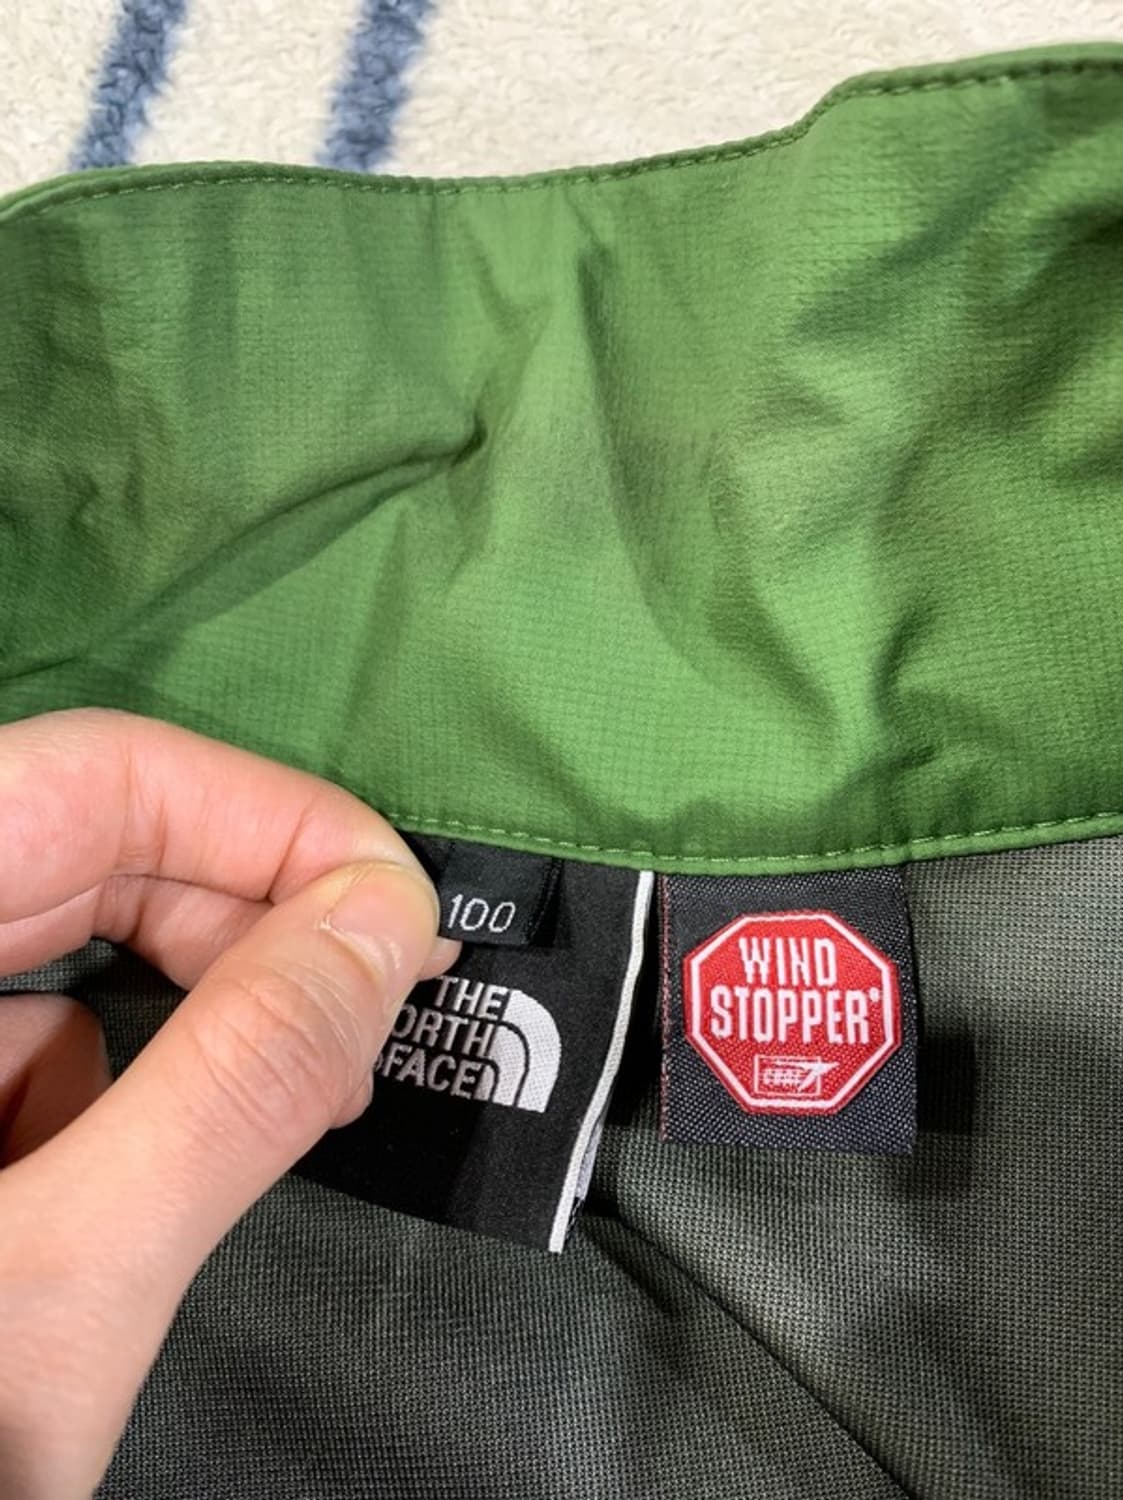 100
THE
ORTH
FACE
WIND
STOPPER®